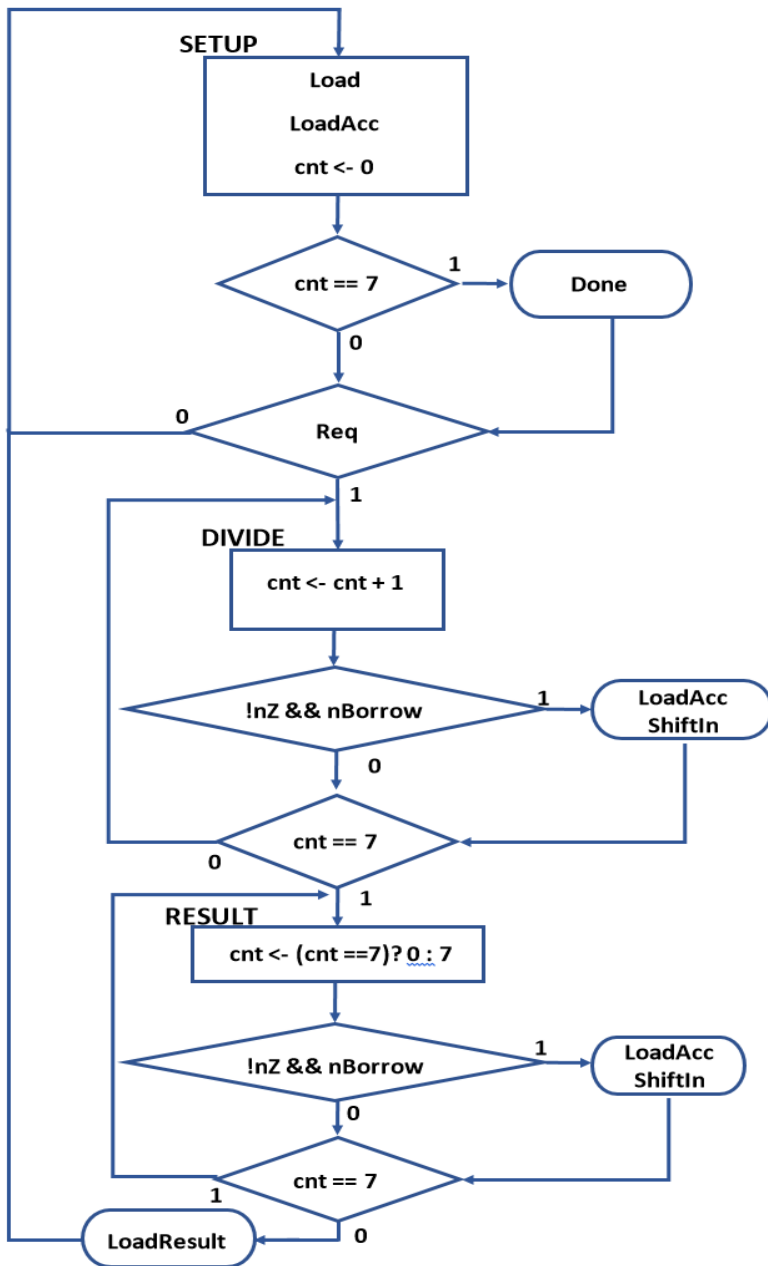 SETUP
Load
LoadAcc
cnt <- 0
cnt == 7
1
Done
0
Req
0
1
DIVIDE
cnt <- cnt + 1
!nZ && nBorrow
1
LoadAcc
ShiftIn
0
cnt == 7
0
1
RESULT
cnt <- (cnt ==7)? 0 : 7
!nZ && nBorrow
1
LoadAcc
ShiftIn
0
cnt == 7
1
0
LoadResult